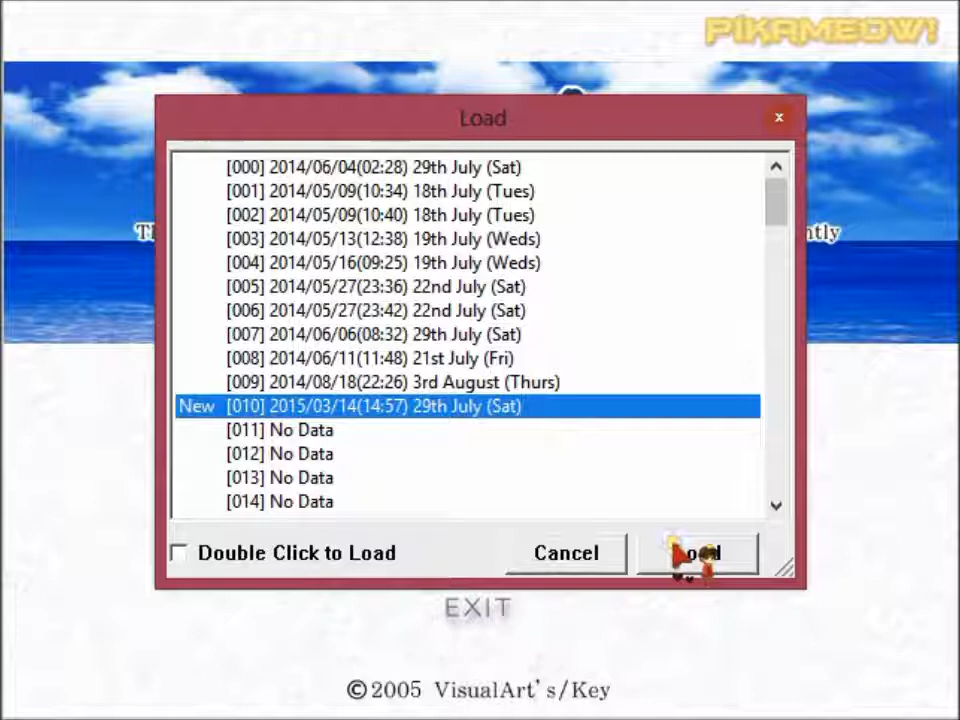 PIKAMEOW!
Load
[000] 2014/06/04(02:28) 29th July (Sat)
[001] 2014/05/09(10:34) 18th July (Tues)
[002] 2014/05/09(10:40) 18th July (Tues)
[003] 2014/05/13(12:38) 19th July (Weds)
[004] 2014/05/16(09:25) 19th July (Weds)
[005] 2014/05/27(23:36) 22nd July (Sat)
[006] 2014/05/27(23:42) 22nd July (Sat)
[007] 2014/06/06(08:32) 29th July (Sat)
[008] 2014/06/11(11:48) 21st July (Fri)
[009] 2014/08/18(22:26) 3rd August (Thurs)
New [010] 2015/03/14(14:57) 29th July (Sat)
[011] No Data
[012] No Data
[013] No Data
[014] No Data
Double Click to Load
Cancel
EXIT
©2005 VisualArt's/Key